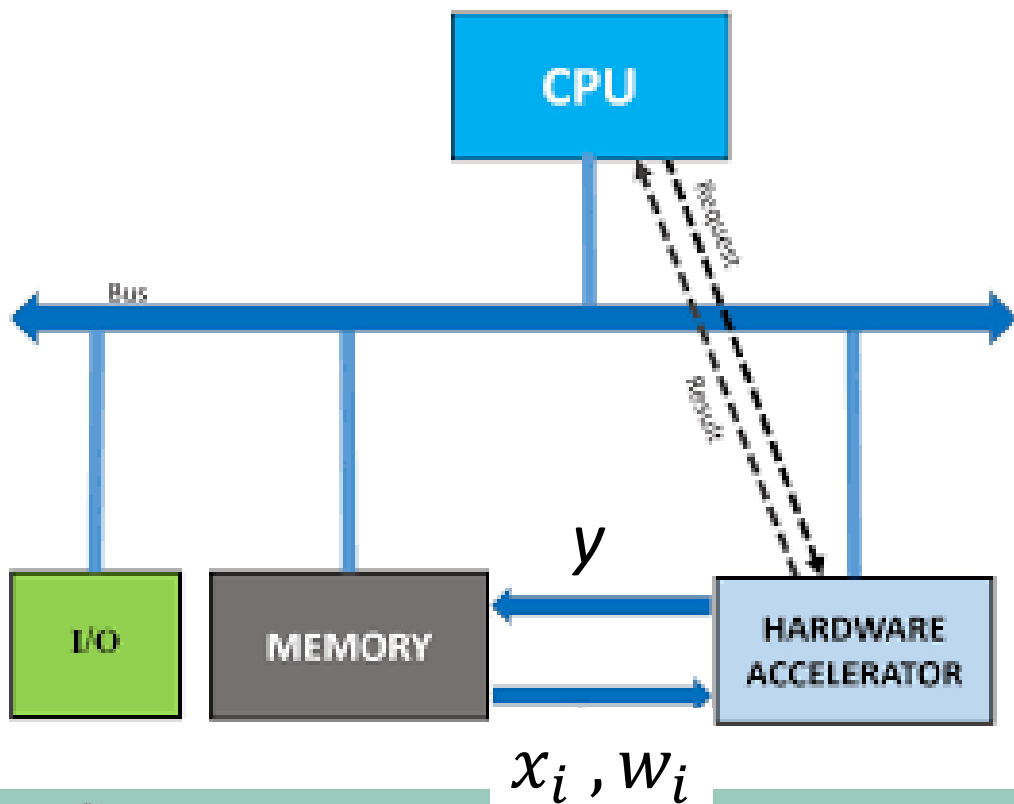 CPU
Request
Bus
Result
y
I/O
MEMORY
HARDWARE
ACCELERATOR
xᵢ , wᵢ